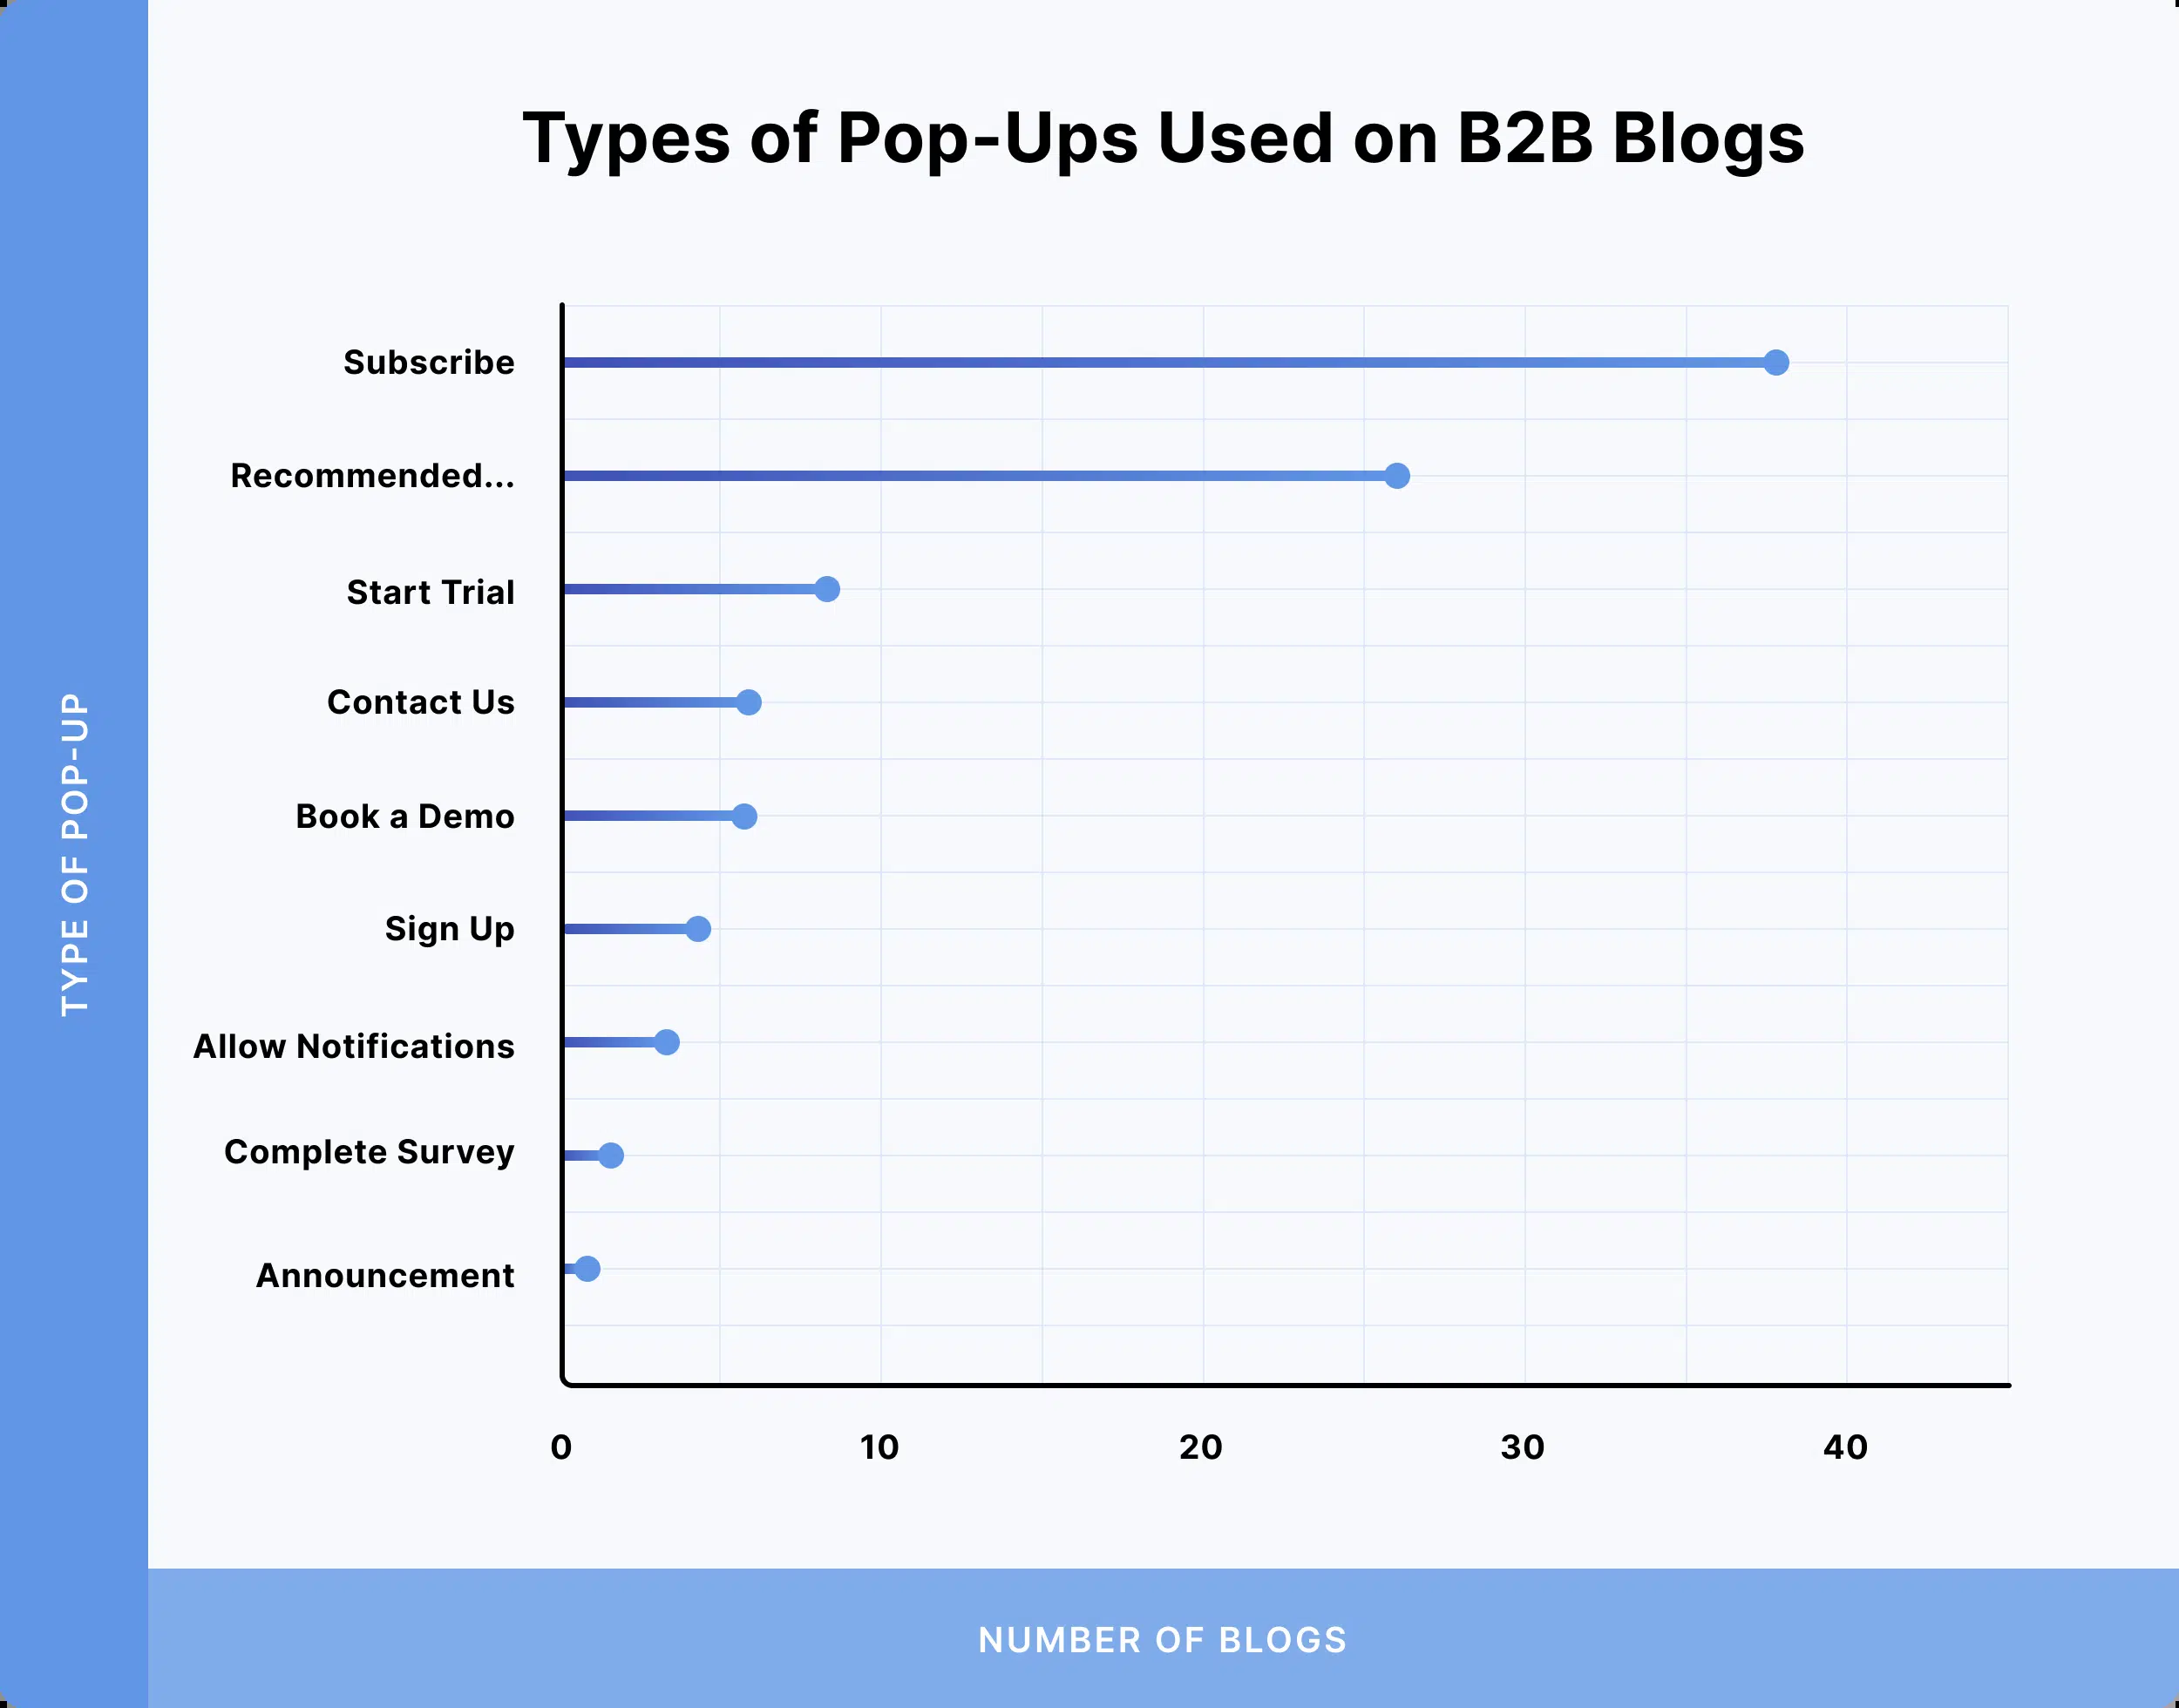 Types of Pop-Ups Used on B2B Blogs
TYPE OF POP-UP
Subscribe
Recommended...
Start Trial
Contact Us
Book a Demo
Sign Up
Allow Notifications
Complete Survey
Announcement
0 10 20 30 40
NUMBER OF BLOGS